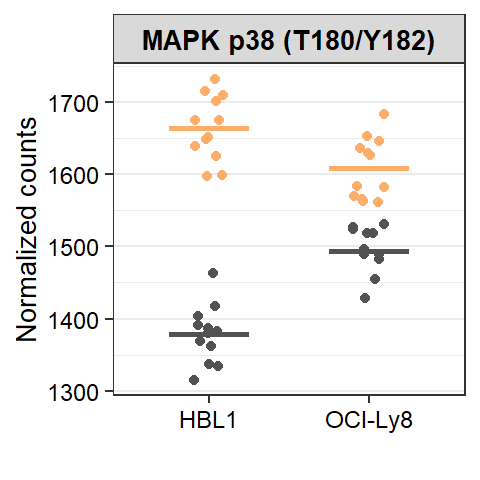 MAPK p38 (T180/Y182)
Normalized counts
1700
1600
1500
1400
1300
HBL1
OCI-Ly8